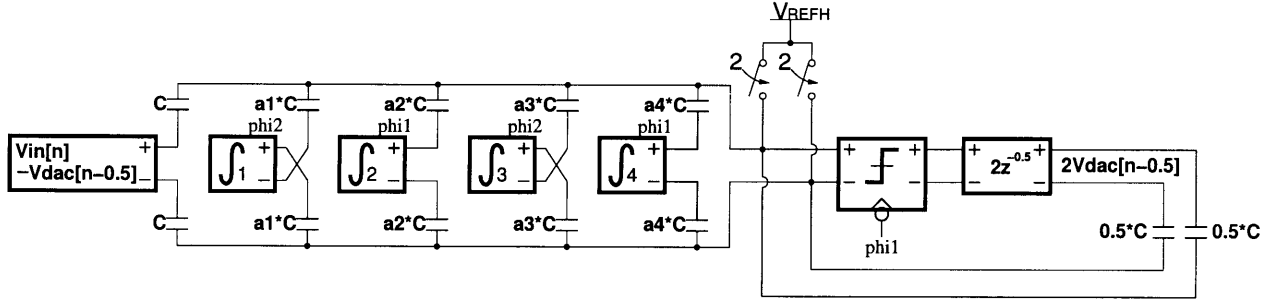 VREFH
2
2
C
a1*C
a2*C
a3*C
a4*C
phi2
phi1
phi2
phi1
Vin[n]
+
−Vdac[n−0.5]
−
∫1
+
−
∫2
+
−
∫3
+
−
∫4
+
−
+
+
−
−
2z−0.5
+
−
2Vdac[n−0.5]
C
a1*C
a2*C
a3*C
a4*C
phi1
0.5*C
0.5*C